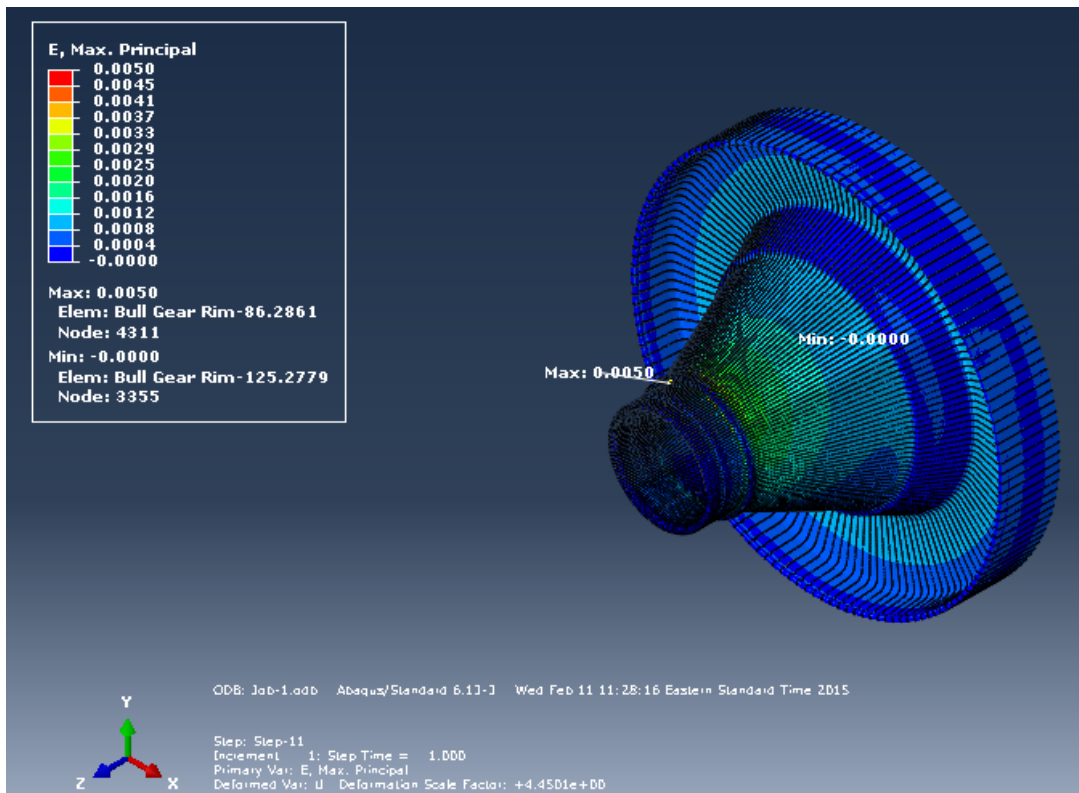 E, Max. Principal
0.0050
0.0045
0.0041
0.0037
0.0033
0.0029
0.0025
0.0020
0.0016
0.0012
0.0008
0.0004
-0.0000
Max: 0.0050
Elem: Bull Gear Rim-86.2861
Node: 4311
Min: -0.0000
Elem: Bull Gear Rim-125.2779
Node: 3355
Min: -0.0000
Max: 0.0050
ODB: Job-1.odb Abaqus/Standard 6.13-3 Wed Feb 11 11:28:16 Eastern Standard Time 2015
Y
Z
X
Step: Step-11
Increment 1: Step Time = 1.000
Primary Var: E, Max. Principal
Deformed Var: U Deformation Scale Factor: +4.4501e+00